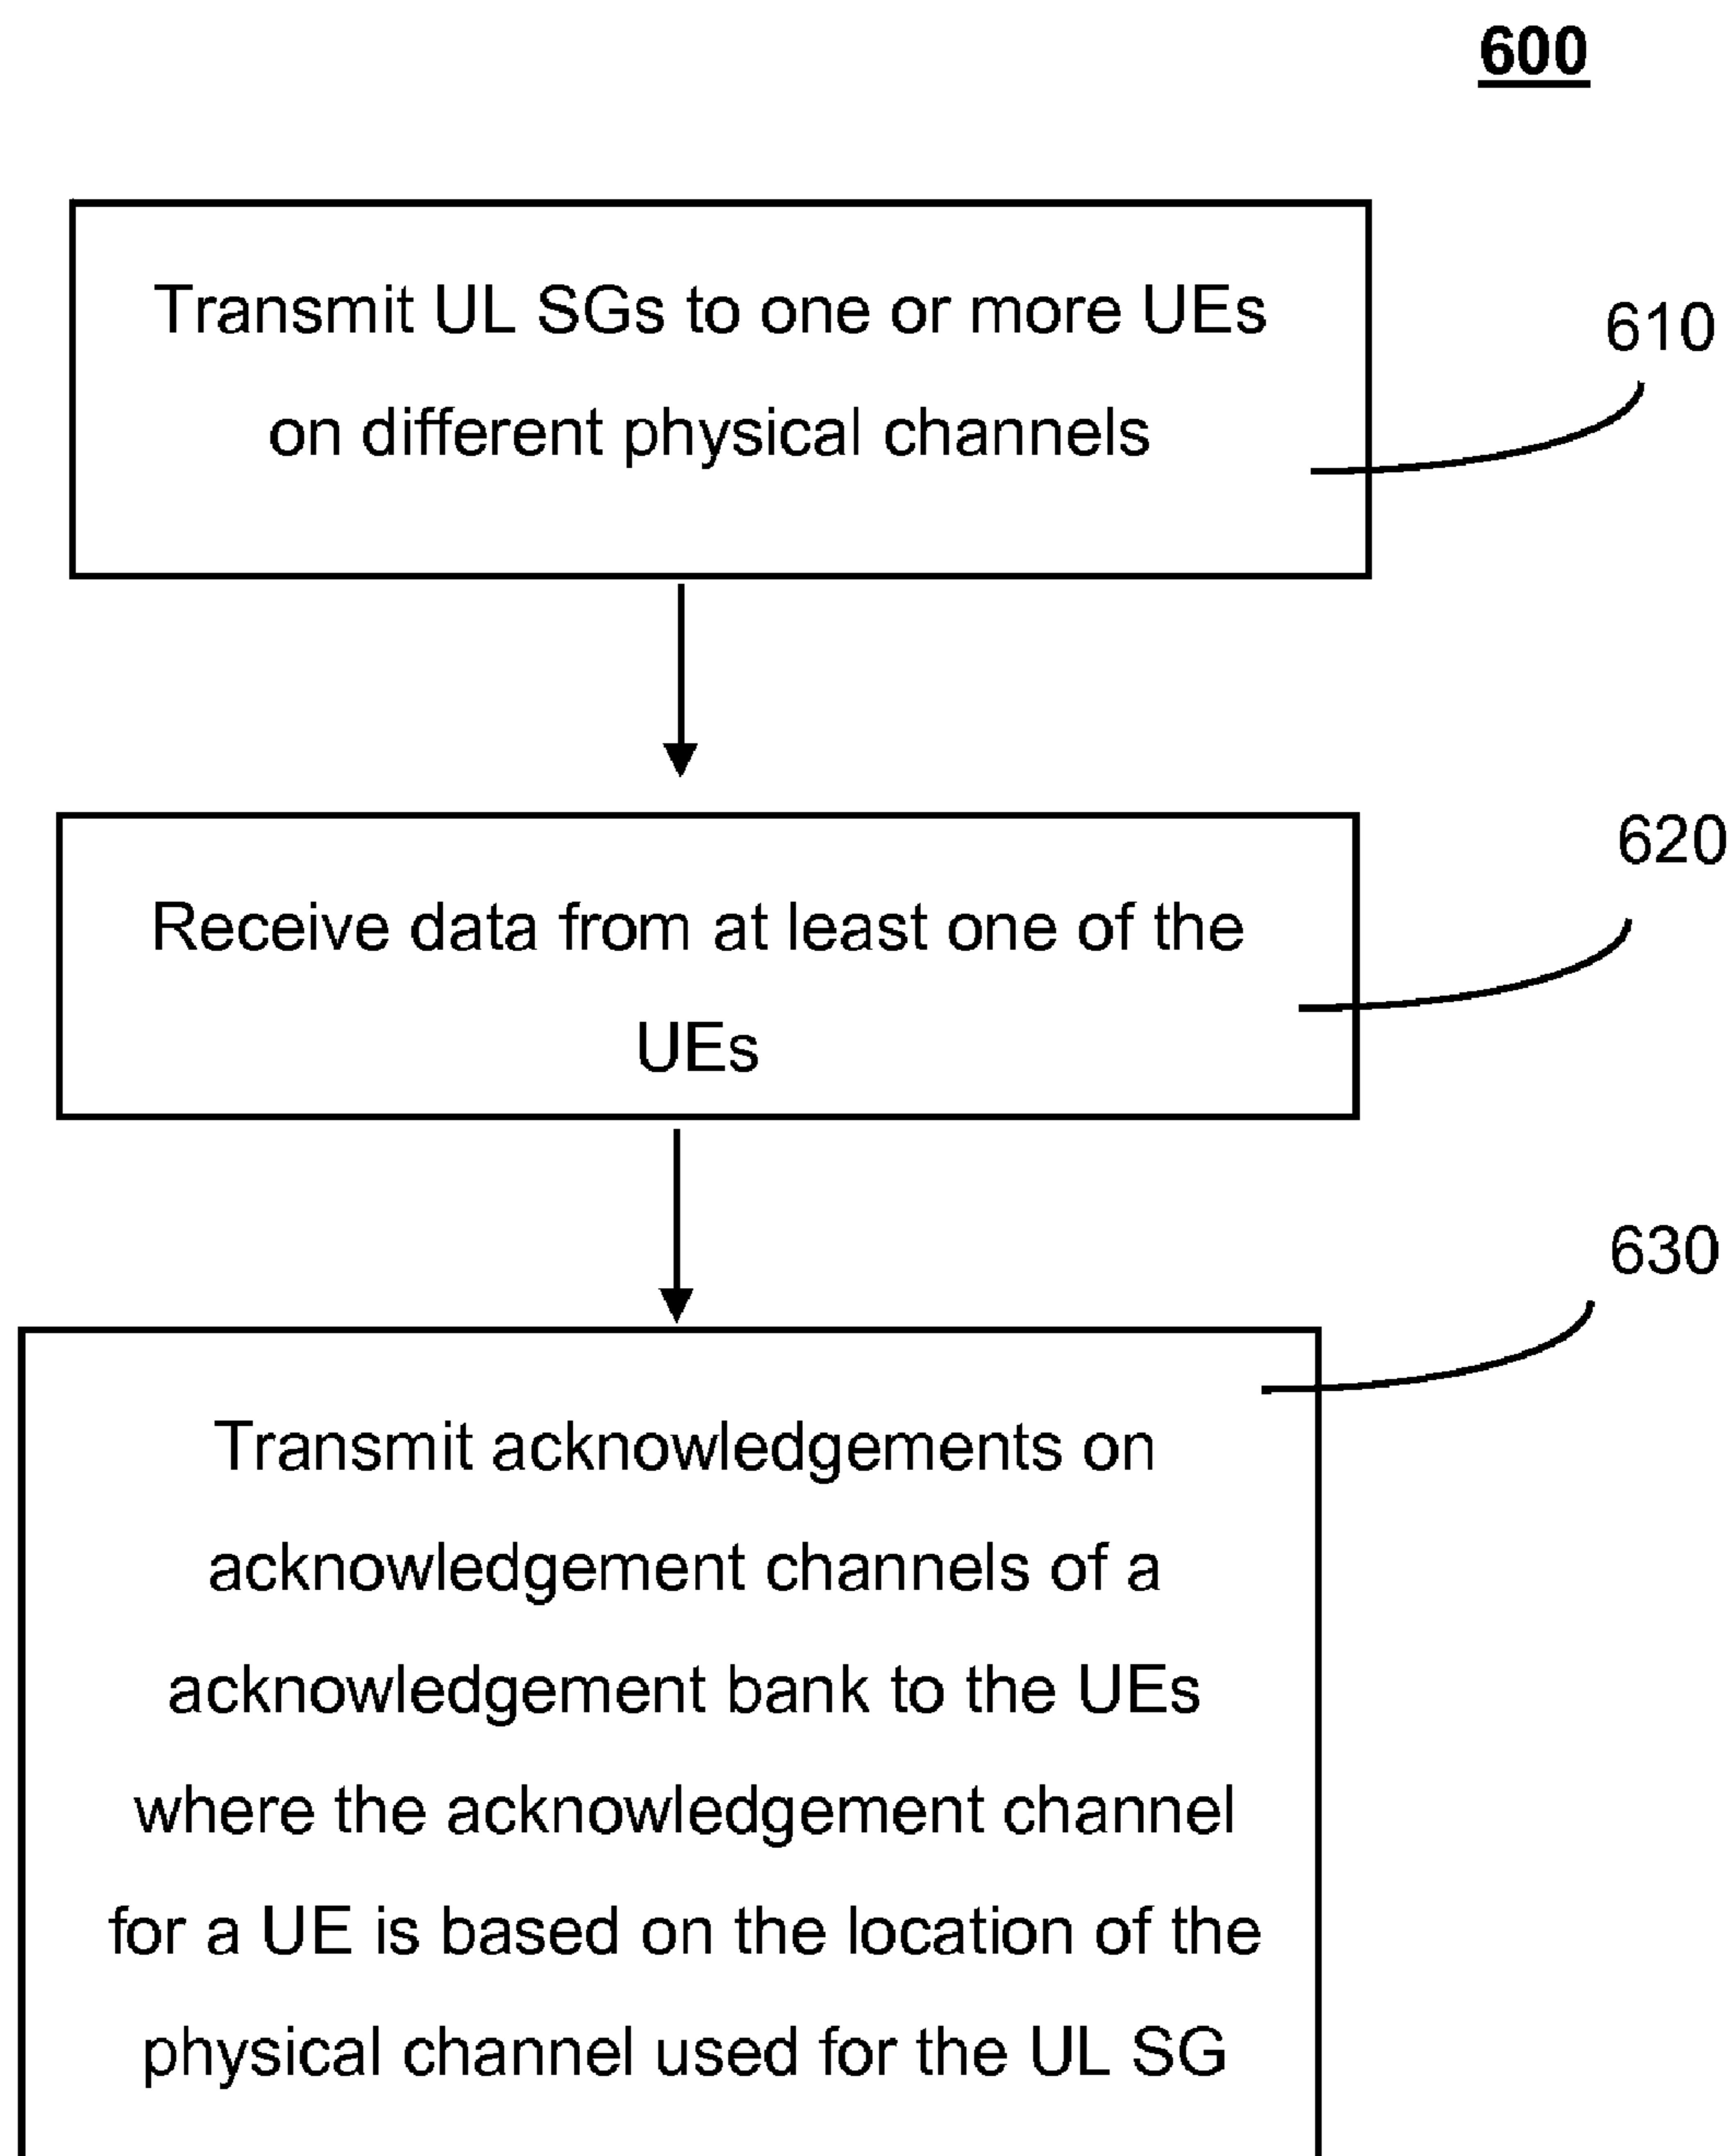 600
Transmit UL SGs to one or more UEs
on different physical channels
610
Receive data from at least one of the
UEs
620
Transmit acknowledgements on
acknowledgement channels of a
acknowledgement bank to the UEs
where the acknowledgement channel
for a UE is based on the location of the
physical channel used for the UL SG
630